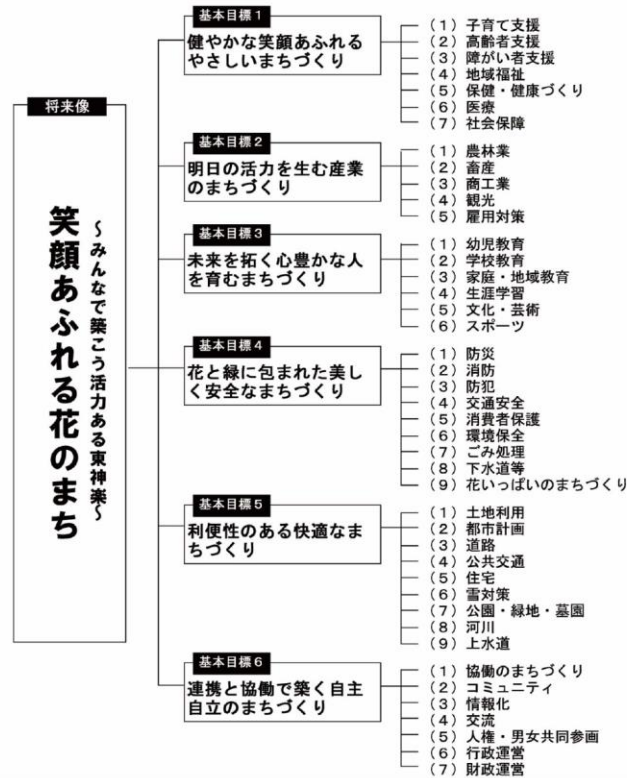 将来像
笑顔あふれる花のまち
～みんなで築こう活力ある東神楽～
基本目標1
健やかな笑顔あふれる
やさしいまちづくり
(1) 子育て支援
(2) 高齢者支援
(3) 障がい者支援
(4) 地域福祉
(5) 保健・健康づくり
(6) 医療
(7) 社会保障
基本目標2
明日の活力を生む産業
のまちづくり
(1) 農林業
(2) 畜産
(3) 商工業
(4) 観光
(5) 雇用対策
基本目標3
未来を拓く心豊かな人
を育むまちづくり
(1) 幼児教育
(2) 学校教育
(3) 家庭・地域教育
(4) 生涯学習
(5) 文化・芸術
(6) スポーツ
基本目標4
花と緑に包まれた美し
く安全なまちづくり
(1) 防災
(2) 消防
(3) 防犯
(4) 交通安全
(5) 消費者保護
(6) 環境保全
(7) ごみ処理
(8) 下水道等
(9) 花いっぱいのまちづくり
基本目標5
利便性のある快適なま
ちづくり
(1) 土地利用
(2) 都市計画
(3) 道路
(4) 公共交通
(5) 住宅
(6) 雪対策
(7) 公園・緑地・墓園
(8) 河川
(9) 上水道
基本目標6
連携と協働で築く自主
自立のまちづくり
(1) 協働のまちづくり
(2) コミュニティ
(3) 情報化
(4) 交流
(5) 人権・男女共同参画
(6) 行政運営
(7) 財政運営